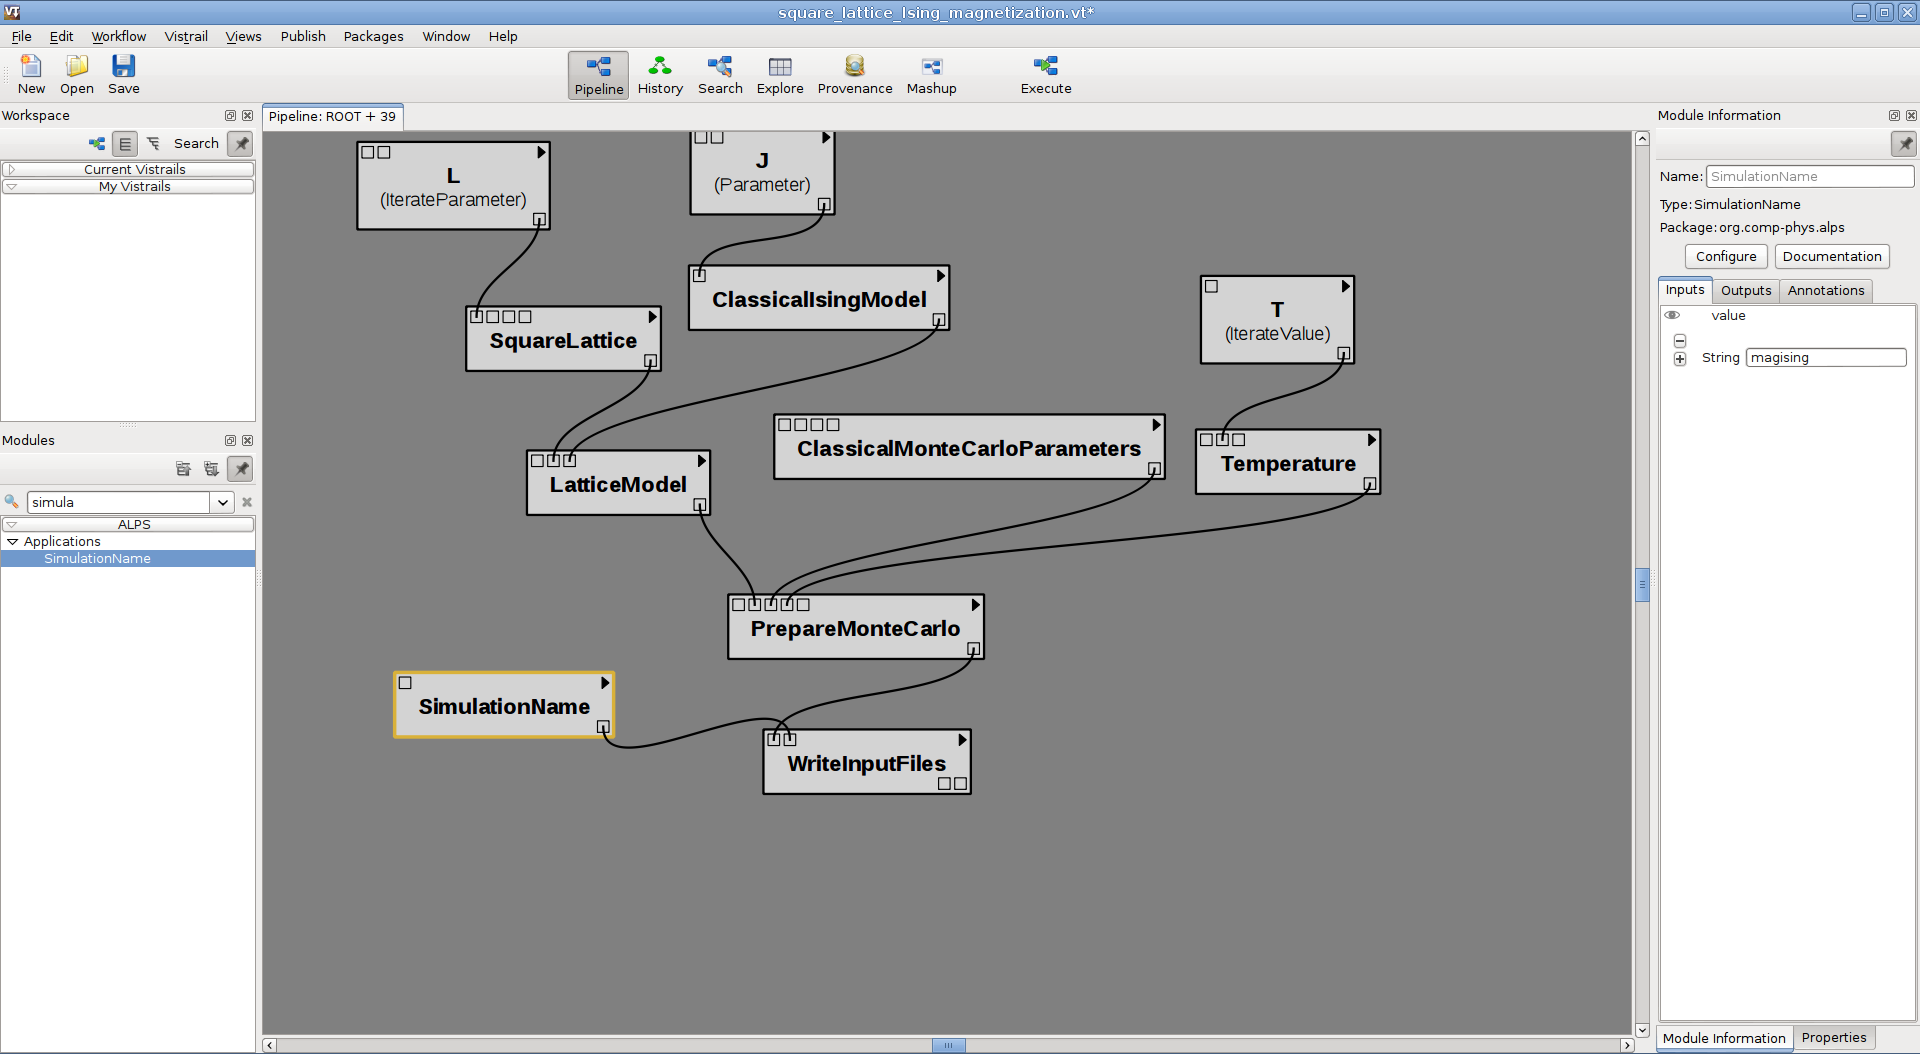 VT
square_lattice_Ising_magnetization.vt*
File Edit Workflow Vistrail Views Publish Packages Window Help
New Open Save Pipeline History Search Explore Provenance Mashup Execute
Workspace
Search
Current Vistrails
My Vistrails
Modules
simula
ALPS
Applications
SimulationName
Pipeline: ROOT + 39
L
(IterateParameter)
J
(Parameter)
ClassicalIsingModel
SquareLattice
T
(IterateValue)
ClassicalMonteCarloParameters
Temperature
LatticeModel
PrepareMonteCarlo
SimulationName
WriteInputFiles
Module Information
Name: SimulationName
Type: SimulationName
Package: org.comp-phys.alps
Configure Documentation
Inputs Outputs Annotations
value
String magising
Module Information Properties